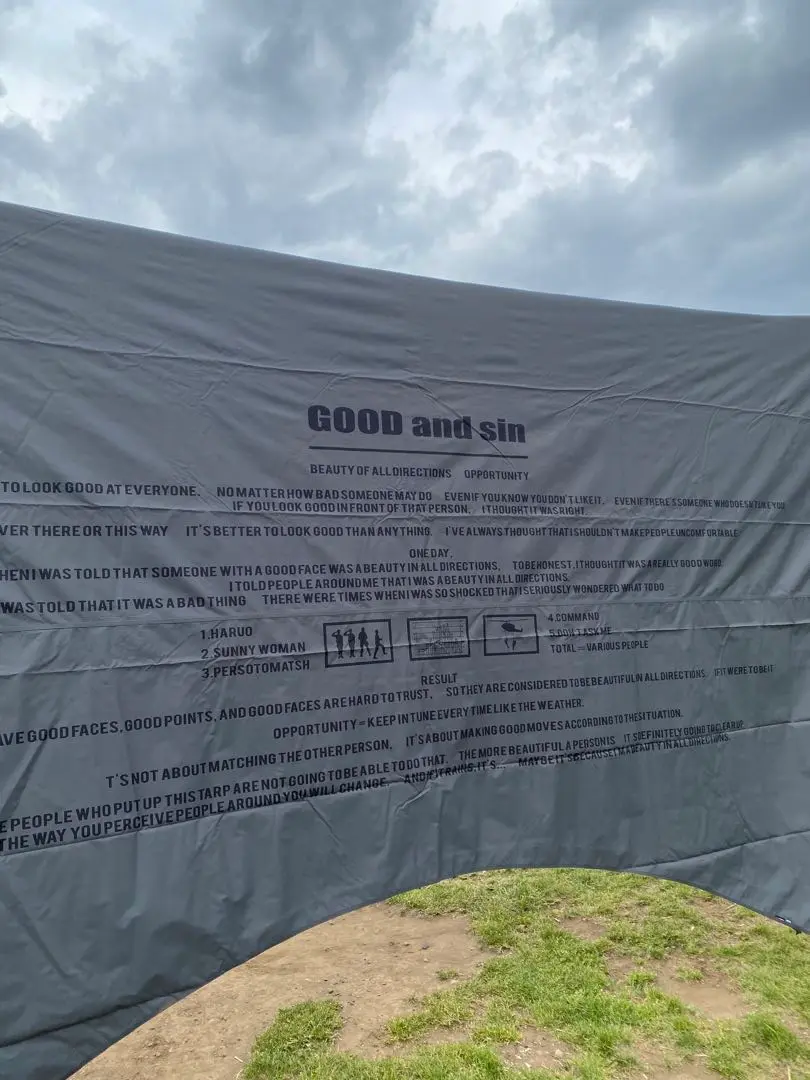 GOOD and sin
BEAUTY OF ALL DIRECTIONS OPPORTUNITY
TO LOOK GOOD AT EVERYONE. NO MATTER HOW BAD SOMEONE MAY DO EVEN IF YOU KNOW YOU DON'T LIKE IT. EVEN IF THERE'S SOMEONE WHO DOESN'T LIKE YOU
IF YOU LOOK GOOD IN FRONT OF THAT PERSON, I THOUGHT IT WAS RIGHT.
VER THERE OR THIS WAY IT'S BETTER TO LOOK GOOD THAN ANYTHING. I'VE ALWAYS THOUGHT THAT I SHOULDN'T MAKE PEOPLE UNCOMFORTABLE
ONE DAY,
HEN I WAS TOLD THAT SOMEONE WITH A GOOD FACE WAS A BEAUTY IN ALL DIRECTIONS, TO BE HONEST, I THOUGHT IT WAS A REALLY GOOD WORD.
I TOLD PEOPLE AROUND ME THAT I WAS A BEAUTY IN ALL DIRECTIONS.
WAS TOLD THAT IT WAS A BAD THING THERE WERE TIMES WHEN I WAS SO SHOCKED THAT I SERIOUSLY WONDERED WHAT TO DO
1.HARUO
2.SUNNY WOMAN
3.PERSOTOMATSH
4.COMMAND
5.DON'T ASK ME
TOTAL=VARIOUS PEOPLE
RESULT
AVE GOOD FACES, GOOD POINTS, AND GOOD FACES ARE HARD TO TRUST, SO THEY ARE CONSIDERED TO BE BEAUTIFUL IN ALL DIRECTIONS. IF IT WERE TO BE IT
OPPORTUNITY=KEEP IN TUNE EVERY TIME LIKE THE WEATHER.
T'S NOT ABOUT MATCHING THE OTHER PERSON, IT'S ABOUT MAKING GOOD MOVES ACCORDING TO THE SITUATION.
E PEOPLE WHO PUT UP THIS TARP ARE NOT GOING TO BE ABLE TO DO THAT. THE MORE BEAUTIFUL A PERSON IS IT'S DEFINITELY GOING TO CLEAR UP.
THE WAY YOU PERCEIVE PEOPLE AROUND YOU WILL CHANGE. AND IF IT RAINS, IT'S... MAYBE IT'S BECAUSE I'M A BEAUTY IN ALL DIRECTIONS.